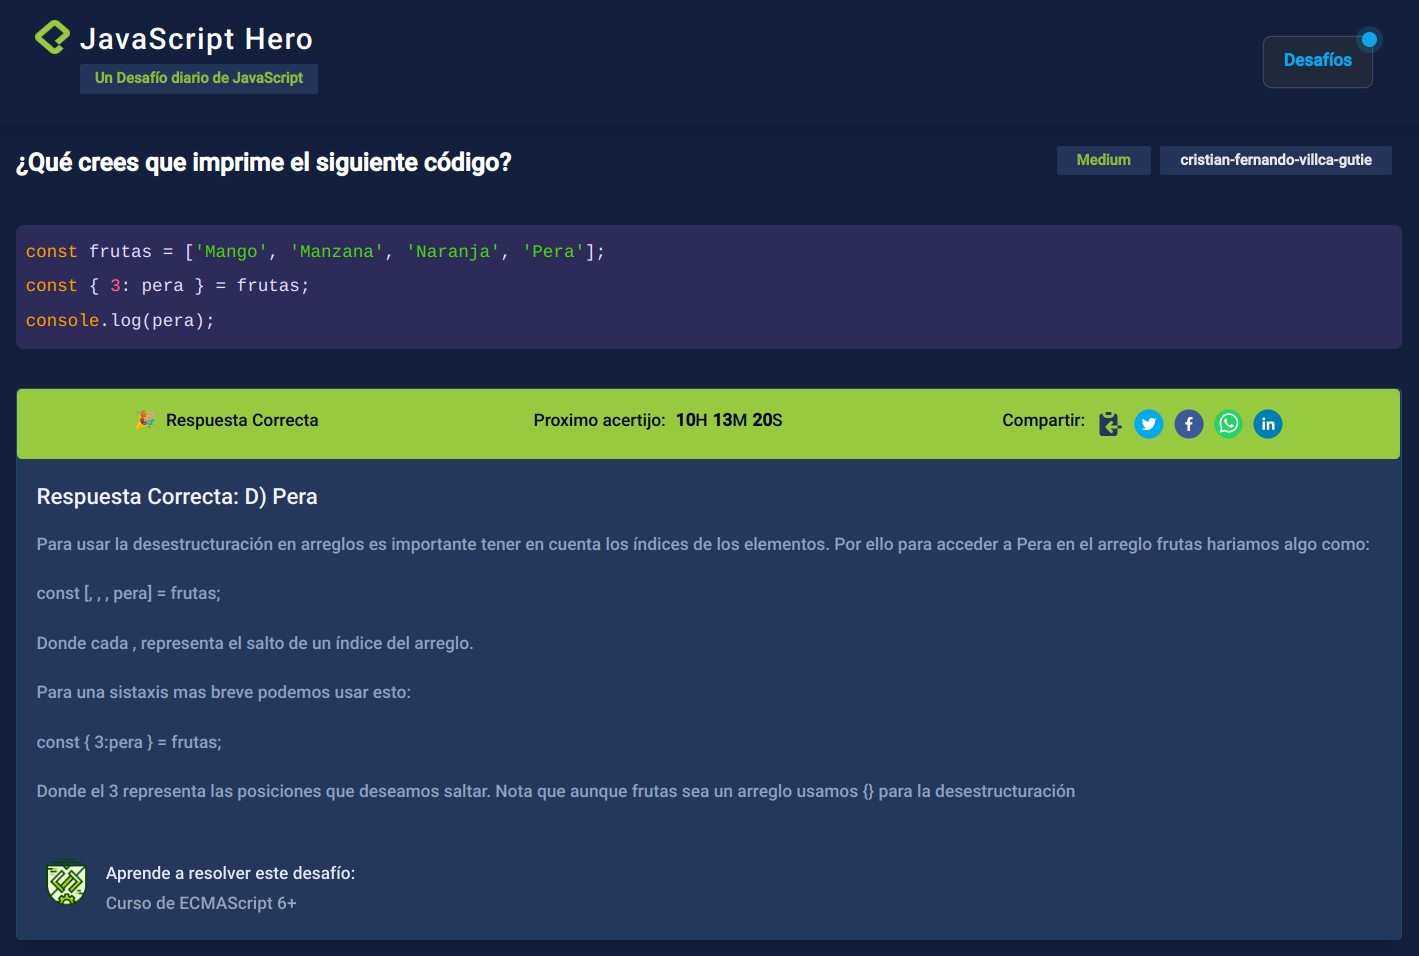 JavaScript Hero
Un Desafío diario de JavaScript
Desafíos
¿Qué crees que imprime el siguiente código?
Medium
cristian-fernando-villca-gutie
const frutas = ['Mango', 'Manzana', 'Naranja', 'Pera'];
const { 3: pera } = frutas;
console.log(pera);
Respuesta Correcta
Proximo acertijo: 10H 13M 20S
Compartir:
Respuesta Correcta: D) Pera
Para usar la desestructuración en arreglos es importante tener en cuenta los índices de los elementos. Por ello para acceder a Pera en el arreglo frutas hariamos algo como:
const [, , , pera] = frutas;
Donde cada , representa el salto de un índice del arreglo.
Para una sistaxis mas breve podemos usar esto:
const { 3:pera } = frutas;
Donde el 3 representa las posiciones que deseamos saltar. Nota que aunque frutas sea un arreglo usamos {} para la desestructuración
Aprende a resolver este desafío:
Curso de ECMAScript 6+